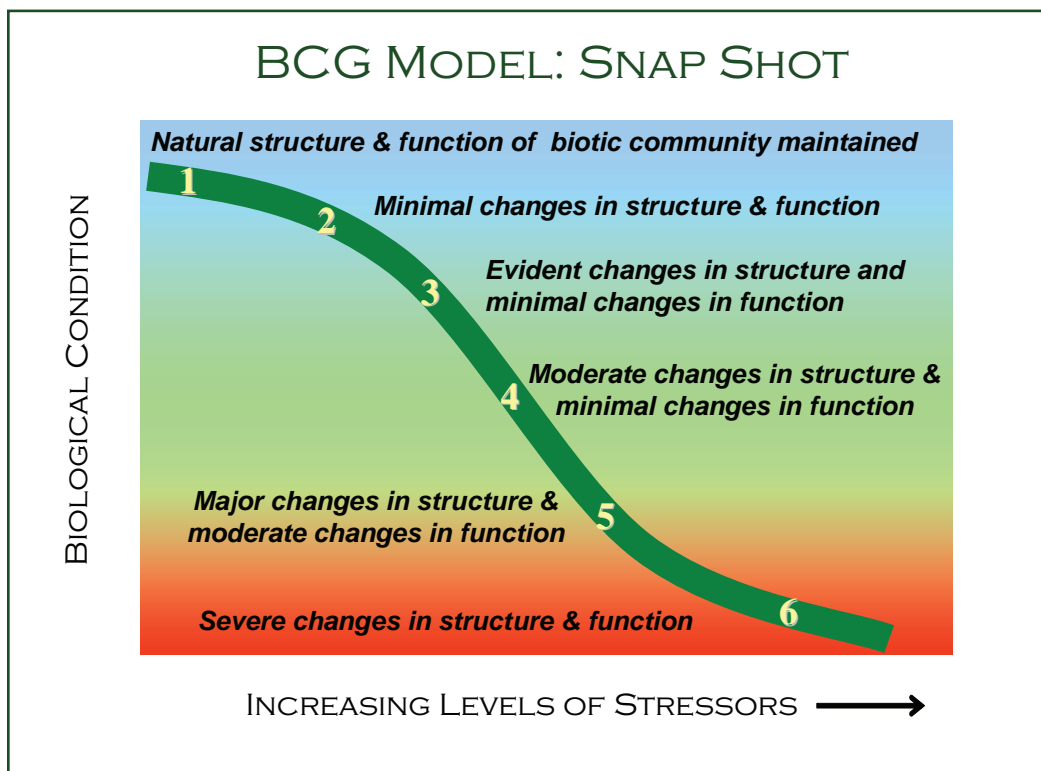 BCG Model: Snap Shot
Natural structure & function of biotic community maintained
1
2
Minimal changes in structure & function
3
Evident changes in structure and
minimal changes in function
4
Moderate changes in structure &
minimal changes in function
Major changes in structure &
moderate changes in function
5
Severe changes in structure & function
6
Biological Condition
Increasing Levels of Stressors